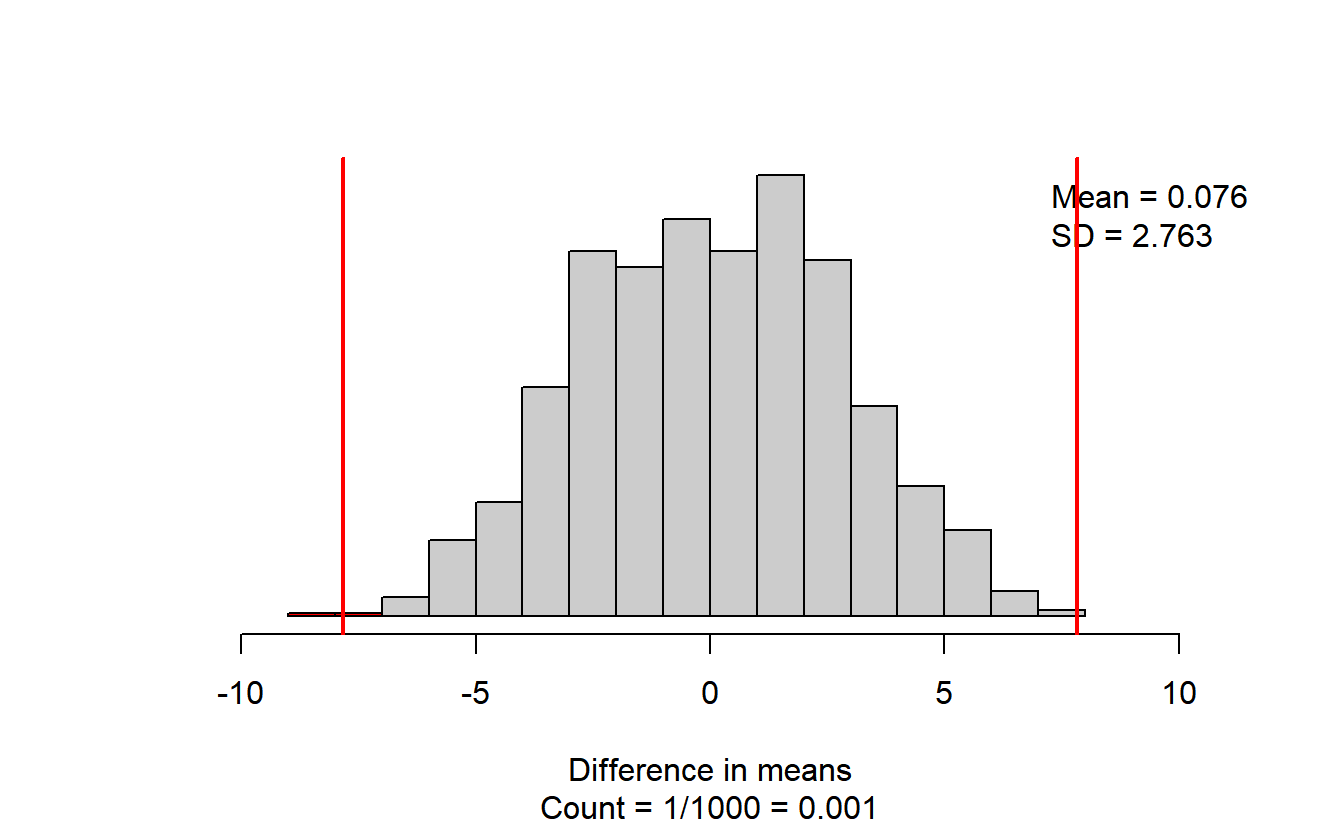 Mean = 0.076
SD = 2.763
-10 -5 0 5 10
Difference in means
Count = 1/1000 = 0.001